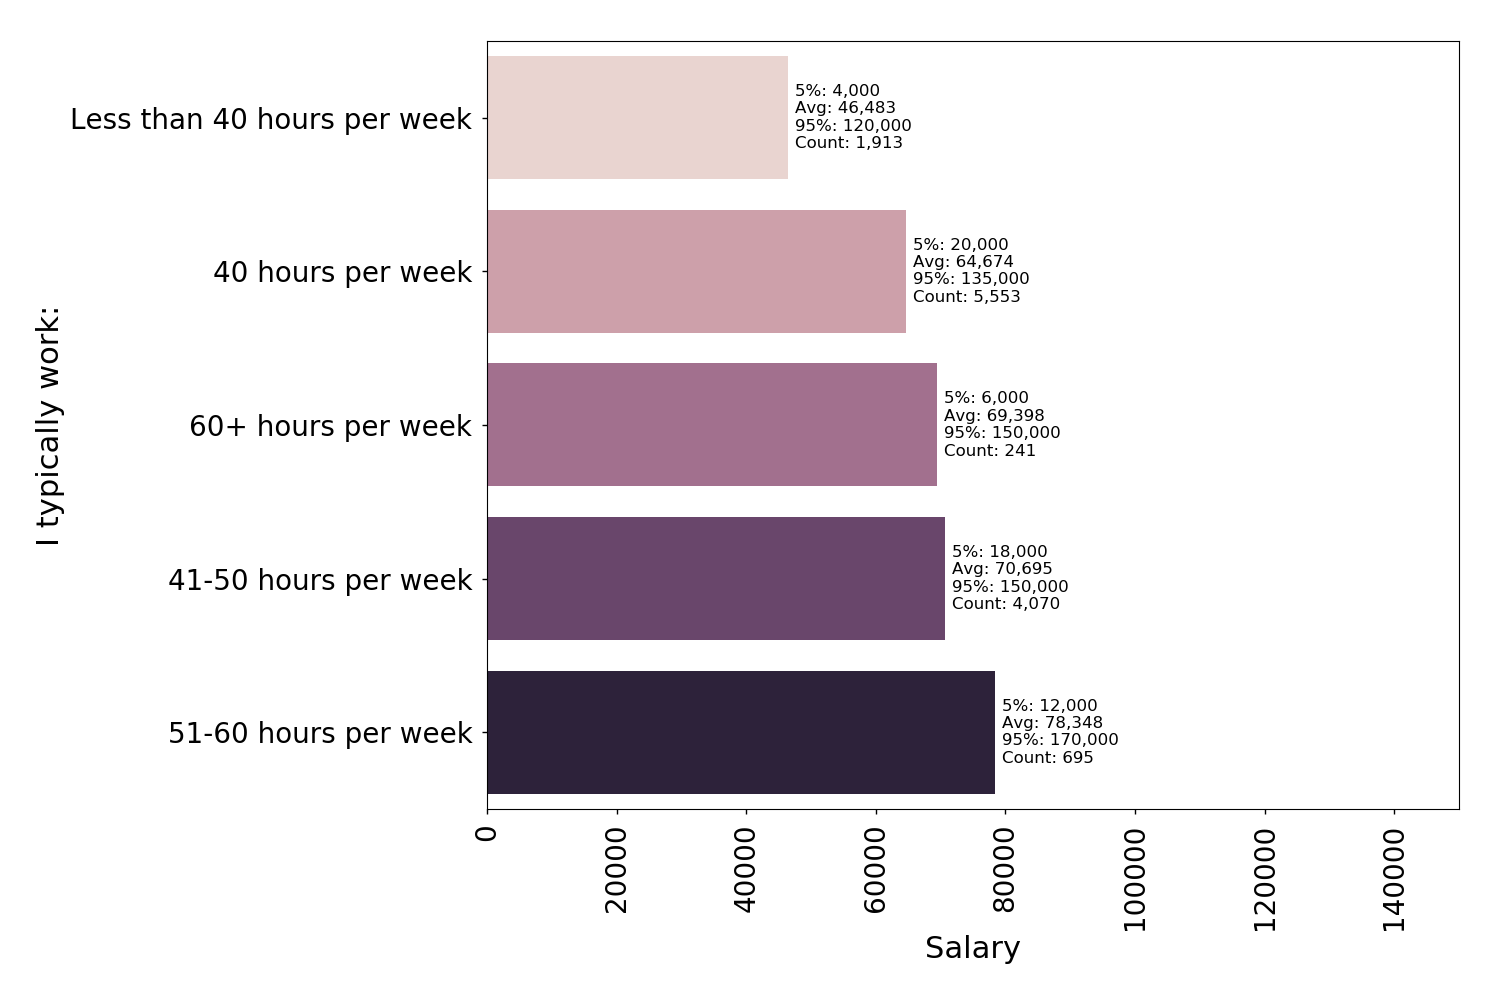 I typically work:
Less than 40 hours per week
5%: 4,000
Avg: 46,483
95%: 120,000
Count: 1,913
40 hours per week
5%: 20,000
Avg: 64,674
95%: 135,000
Count: 5,553
60+ hours per week
5%: 6,000
Avg: 69,398
95%: 150,000
Count: 241
41-50 hours per week
5%: 18,000
Avg: 70,695
95%: 150,000
Count: 4,070
51-60 hours per week
5%: 12,000
Avg: 78,348
95%: 170,000
Count: 695
0
20000
40000
60000
80000
100000
120000
140000
Salary